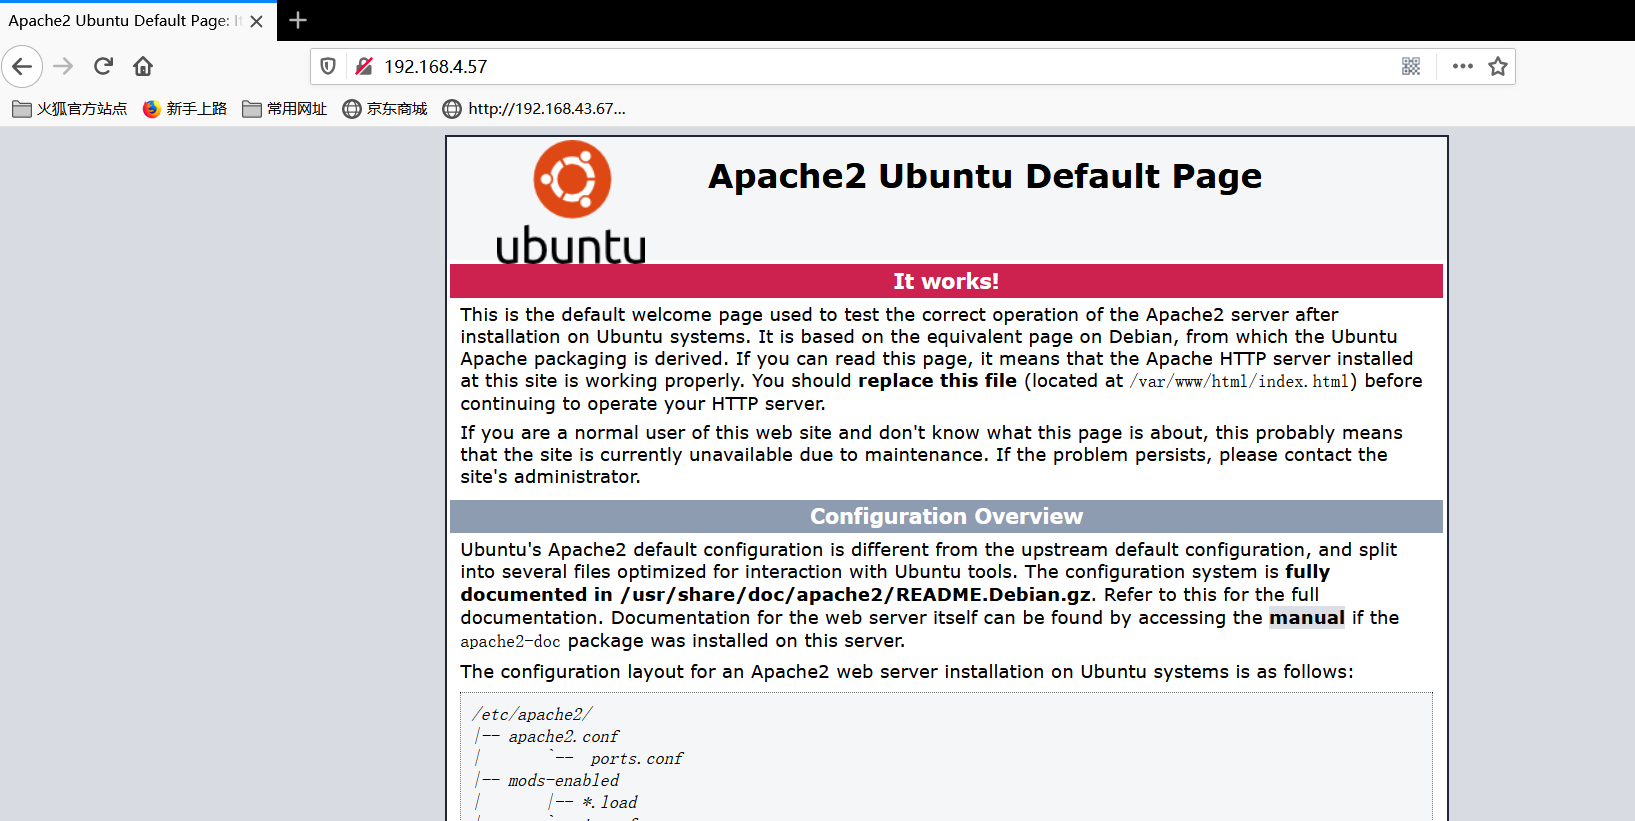 Apache2 Ubuntu Default Page: It
192.168.4.57
火狐官方站点 新手上路 常用网址 京东商城 http://192.168.43.67...
ubuntu
Apache2 Ubuntu Default Page
It works!
This is the default welcome page used to test the correct operation of the Apache2 server after
installation on Ubuntu systems. It is based on the equivalent page on Debian, from which the Ubuntu
Apache packaging is derived. If you can read this page, it means that the Apache HTTP server installed
at this site is working properly. You should replace this file (located at /var/www/html/index.html) before
continuing to operate your HTTP server.
If you are a normal user of this web site and don't know what this page is about, this probably means
that the site is currently unavailable due to maintenance. If the problem persists, please contact the
site's administrator.
Configuration Overview
Ubuntu's Apache2 default configuration is different from the upstream default configuration, and split
into several files optimized for interaction with Ubuntu tools. The configuration system is fully
documented in /usr/share/doc/apache2/README.Debian.gz. Refer to this for the full
documentation. Documentation for the web server itself can be found by accessing the manual if the
apache2-doc package was installed on this server.
The configuration layout for an Apache2 web server installation on Ubuntu systems is as follows:
/etc/apache2/
|-- apache2.conf
|       `--  ports.conf
|-- mods-enabled
|       |-- *.load